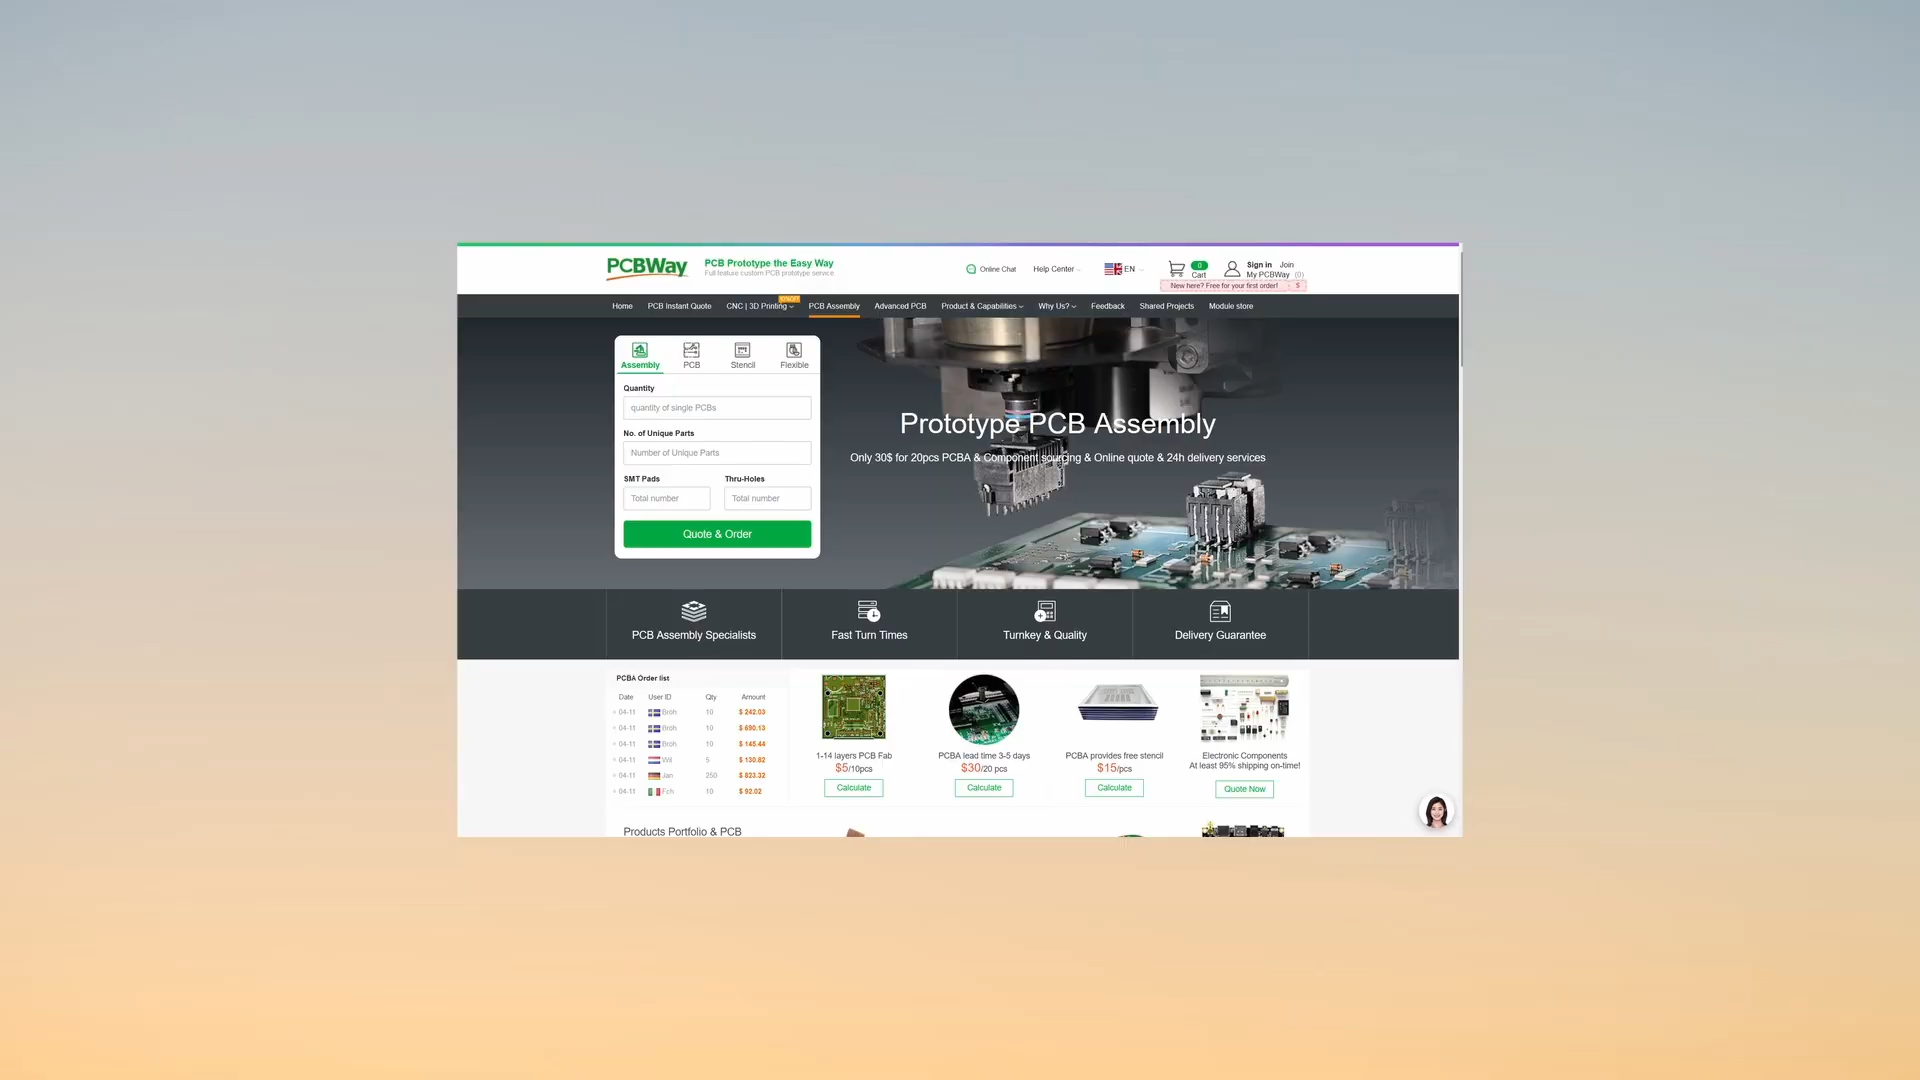 PCBWay
PCB Prototype the Easy Way
Full feature custom PCB prototype service
Online Chat
Help Center
EN
0
Cart
Sign in Join
My PCBWay (0)
New here? Free for your first order! $
Home PCB Instant Quote CNC | 3D Printing PCB Assembly Advanced PCB Product & Capabilities Why Us? Feedback Shared Projects Module store
Assembly PCB Stencil Flexible
Quantity
quantity of single PCBs
No. of Unique Parts
Number of Unique Parts
SMT Pads Thru-Holes
Total number Total number
Quote & Order
Prototype PCB Assembly
Only 30$ for 20pcs PCBA & Component sourcing & Online quote & 24h delivery services
PCB Assembly Specialists
Fast Turn Times
Turnkey & Quality
Delivery Guarantee
PCBA Order list
Date User ID Qty Amount
04-11 Broh 10 $ 242.03
04-11 Broh 10 $ 690.13
04-11 Broh 10 $ 145.44
04-11 Wil 5 $ 130.82
04-11 Jan 250 $ 823.32
04-11 10 $ 92.02
1-14 layers PCB Fab
$5/10pcs
Calculate
PCBA lead time 3-5 days
$30/20 pcs
Calculate
PCBA provides free stencil
$15/pcs
Calculate
Electronic Components
At least 95% shipping on-time!
Quote Now
Products Portfolio & PCB